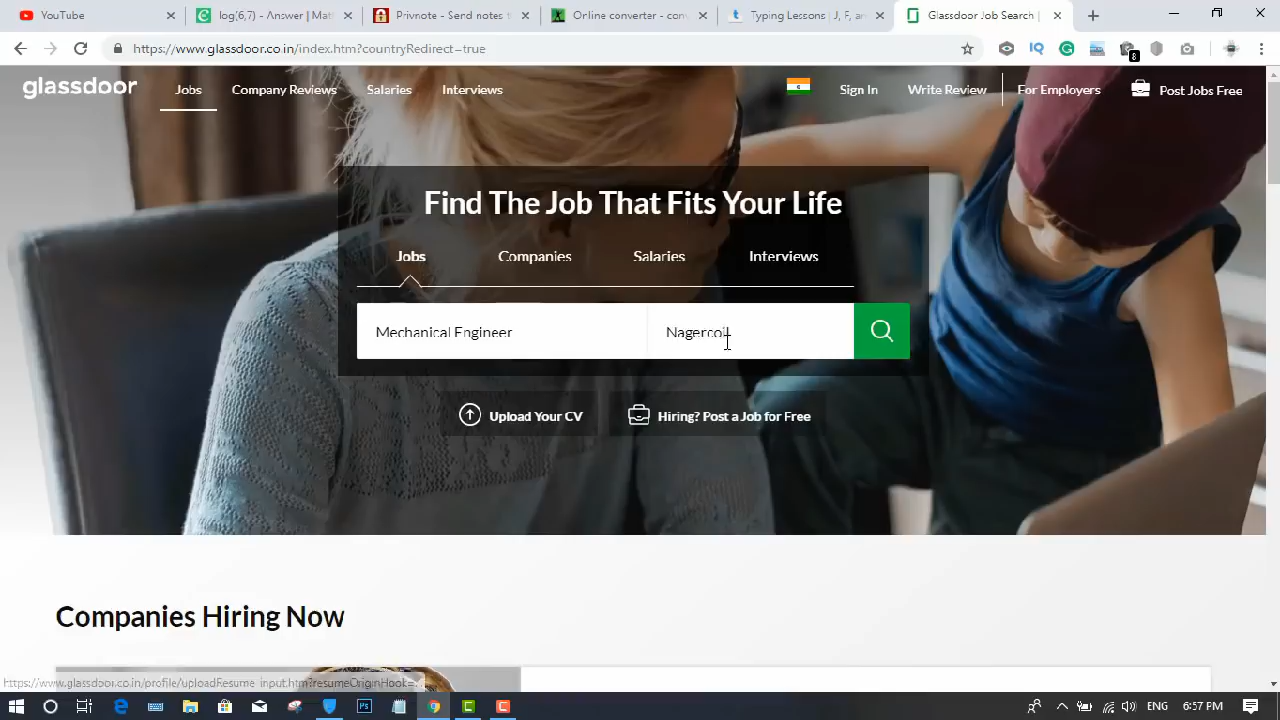 YouTube
log(6,7) - Answer | Mat
Privnote - Send notes t
Online converter - conv
Typing Lessons | J, F, an
Glassdoor Job Search |
https://www.glassdoor.co.in/index.htm?countryRedirect=true
IQ
8
glassdoor
Jobs
Company Reviews
Salaries
Interviews
Sign In
Write Review
For Employers
Post Jobs Free
Find The Job That Fits Your Life
Jobs
Companies
Salaries
Interviews
Mechanical Engineer
Nagercoil
Upload Your CV
Hiring? Post a Job for Free
Companies Hiring Now
https://www.glassdoor.co.in/profile/uploadResume_input.htm?resumeOriginHook=
ENG
6:57 PM